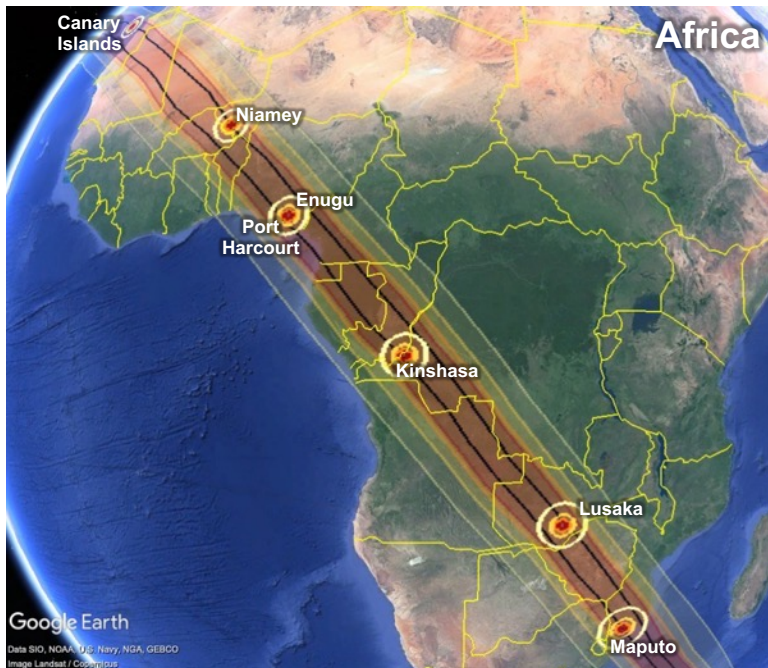 Canary
Islands
Africa
Niamey
Enugu
Port
Harcourt
Kinshasa
Lusaka
Maputo
Google Earth
Data SIO, NOAA, U.S. Navy, NGA, GEBCO
Image Landsat / Copernicus